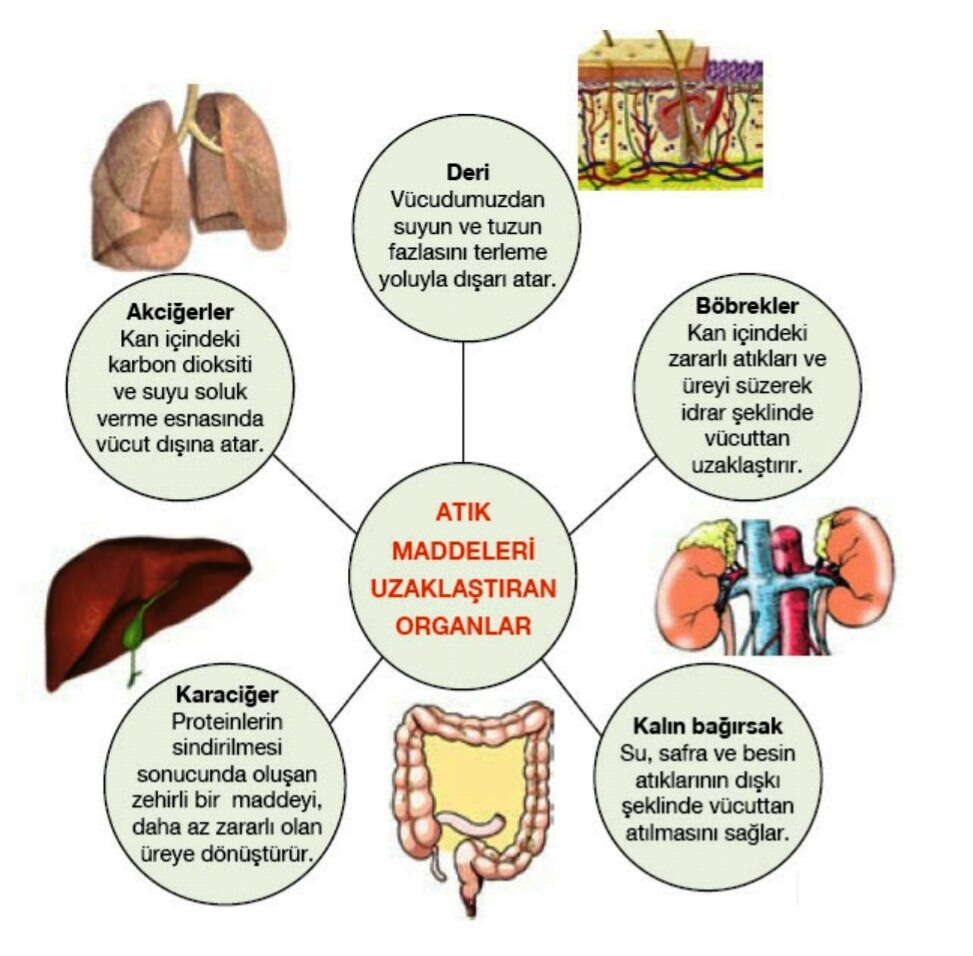 Deri
Vücudumuzdan
suyun ve tuzun
fazlasını terleme
yoluyla dışarı atar.
Akciğerler
Kan içindeki
karbon dioksiti
ve suyu soluk
verme esnasında
vücut dışına atar.
Böbrekler
Kan içindeki
zararlı atıkları ve
üreyi süzerek
idrar şeklinde
vücuttan
uzaklaştırır.
ATIK
MADDELERİ
UZAKLAŞTIRAN
ORGANLAR
Karaciğer
Proteinlerin
sindirilmesi
sonucunda oluşan
zehirli bir maddeyi,
daha az zararlı olan
üreye dönüştürür.
Kalın bağırsak
Su, safra ve besin
atıklarının dışkı
şeklinde vücuttan
atılmasını sağlar.